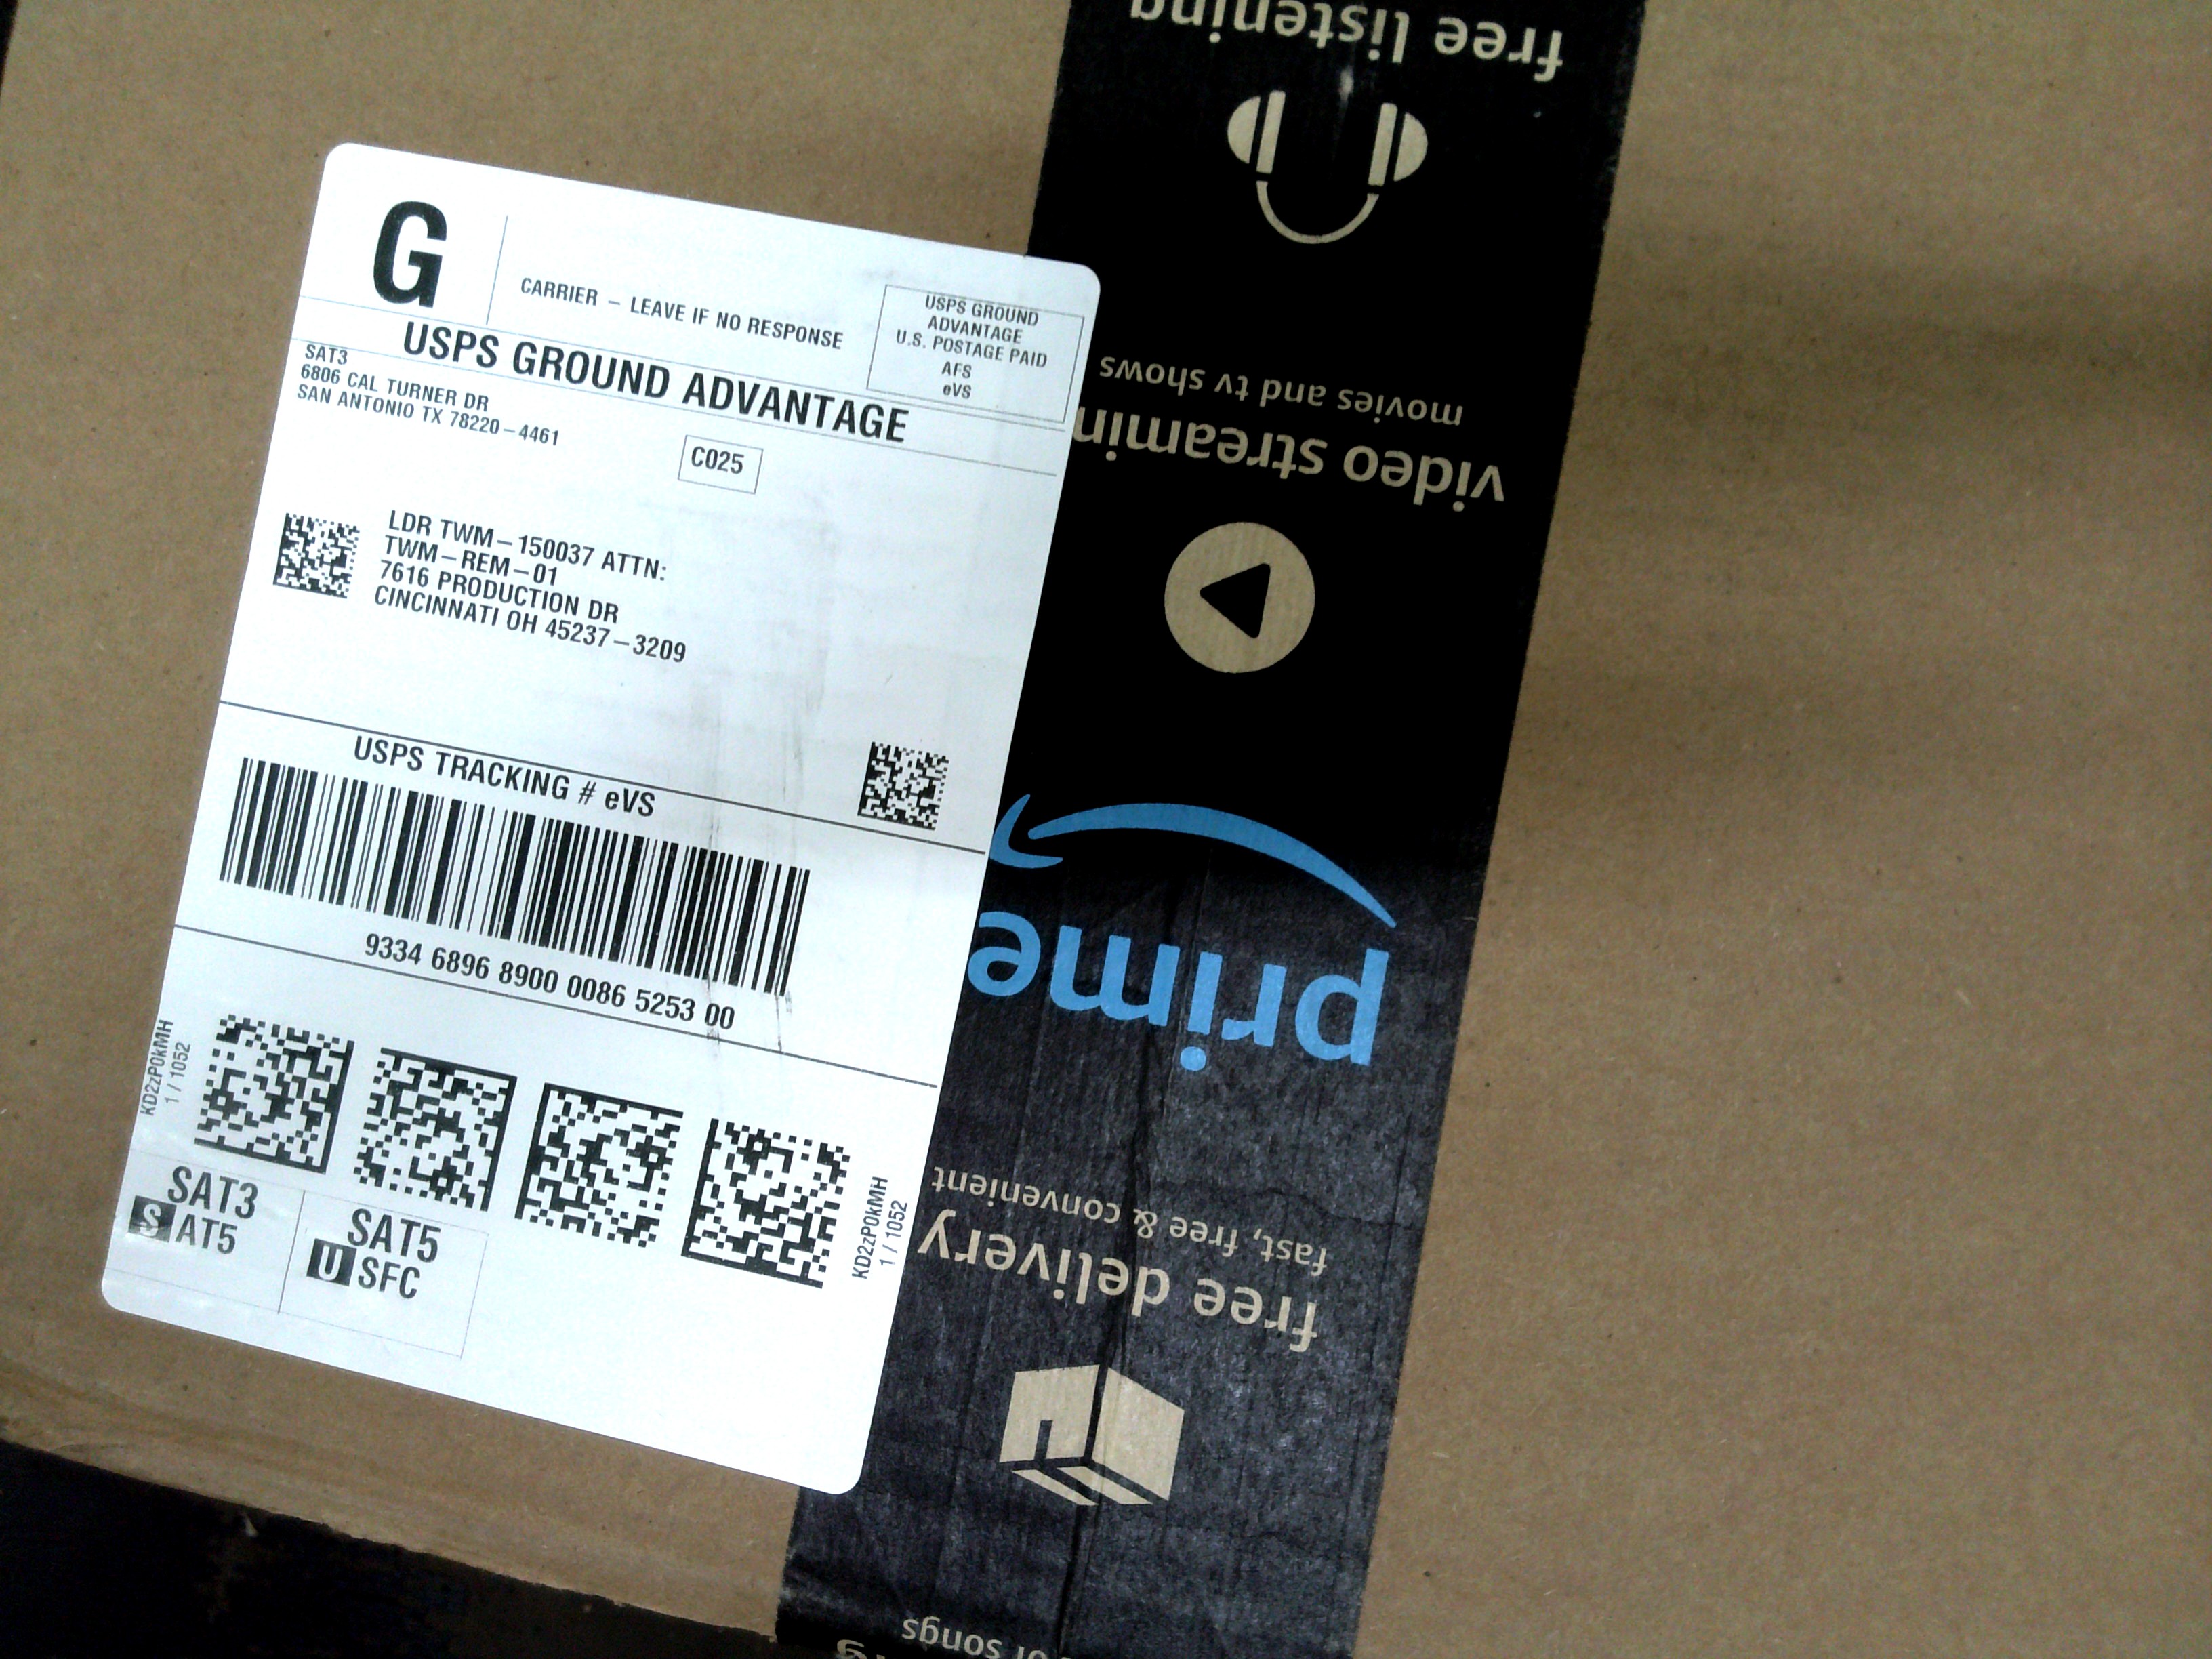 G
CARRIER – LEAVE IF NO RESPONSE
USPS GROUND
ADVANTAGE
U.S. POSTAGE PAID
AFS
eVS
USPS GROUND ADVANTAGE
SAT3
6806 CAL TURNER DR
SAN ANTONIO TX 78220–4461
C025
LDR TWM–150037 ATTN:
TWM–REM–01
7616 PRODUCTION DR
CINCINNATI OH 45237–3209
USPS TRACKING # eVS
9334 6896 8900 0086 5253 00
KD2zP0kMH
1 / 1052
KD2zP0kMH
1 / 1052
SAT3
SAT5
SAT5
U SFC
free delivery
fast, free & convenient
prime
video streamin
movies and tv shows
free listening
songs